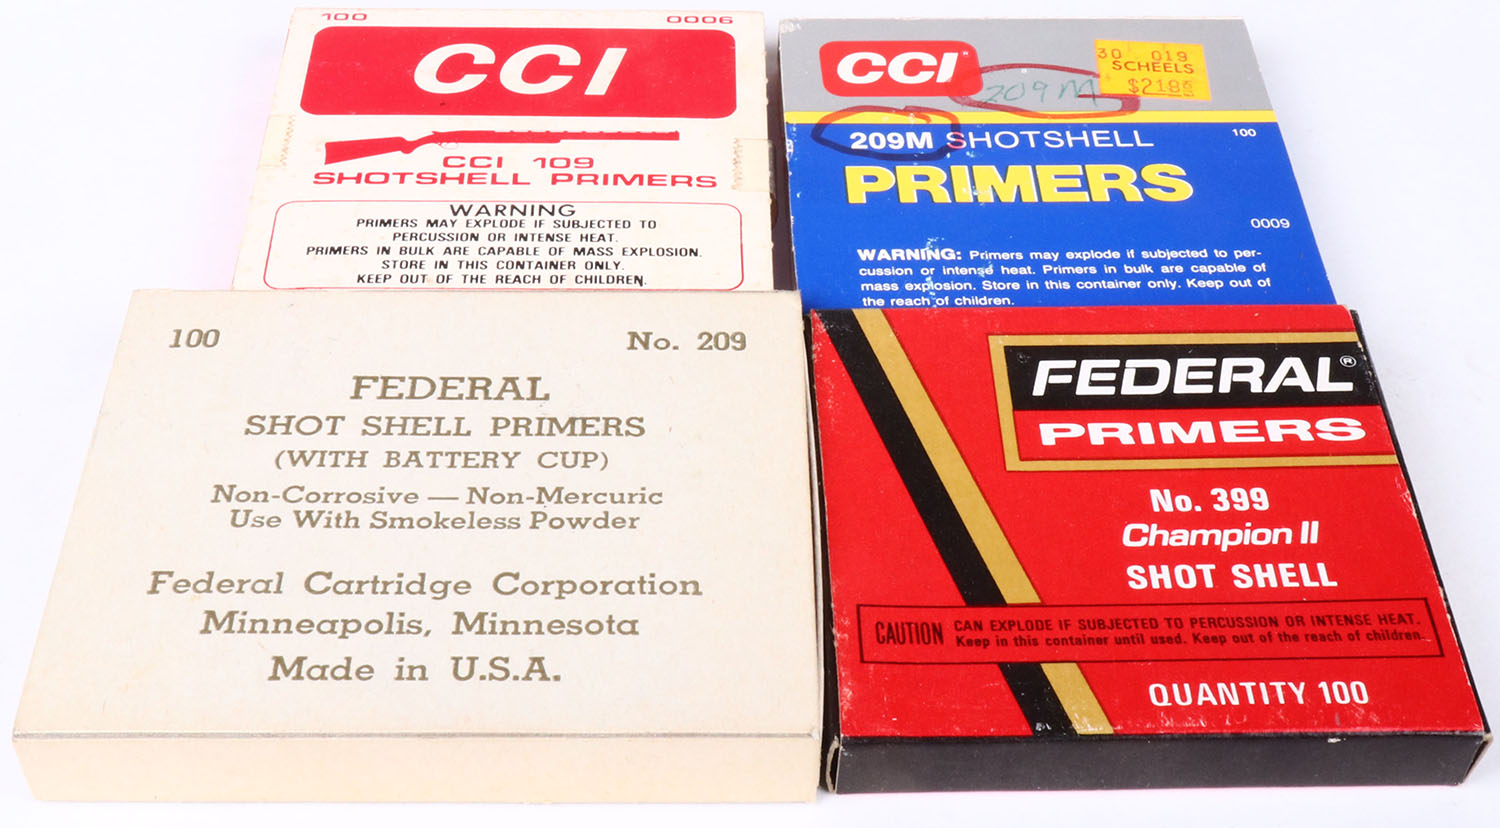 100 0006
CCI
CCI 109
SHOTSHELL PRIMERS
WARNING
PRIMERS MAY EXPLODE IF SUBJECTED TO
PERCUSSION OR INTENSE HEAT.
PRIMERS IN BULK ARE CAPABLE OF MASS EXPLOSION.
STORE IN THIS CONTAINER ONLY.
KEEP OUT OF THE REACH OF CHILDREN.
CCI
209M
30 019
SCHEELS
209M SHOTSHELL 100
PRIMERS
0009
WARNING: Primers may explode if subjected to per-
cussion or intense heat. Primers in bulk are capable of
mass explosion. Store in this container only. Keep out of
the reach of children.
100 No. 209
FEDERAL
SHOT SHELL PRIMERS
(WITH BATTERY CUP)
Non-Corrosive — Non-Mercuric
Use With Smokeless Powder
Federal Cartridge Corporation
Minneapolis, Minnesota
Made in U.S.A.
FEDERAL®
PRIMERS
No. 399
Champion II
SHOT SHELL
CAUTION CAN EXPLODE IF SUBJECTED TO PERCUSSION OR INTENSE HEAT.
Keep in this container until used. Keep out of the reach of children.
QUANTITY 100